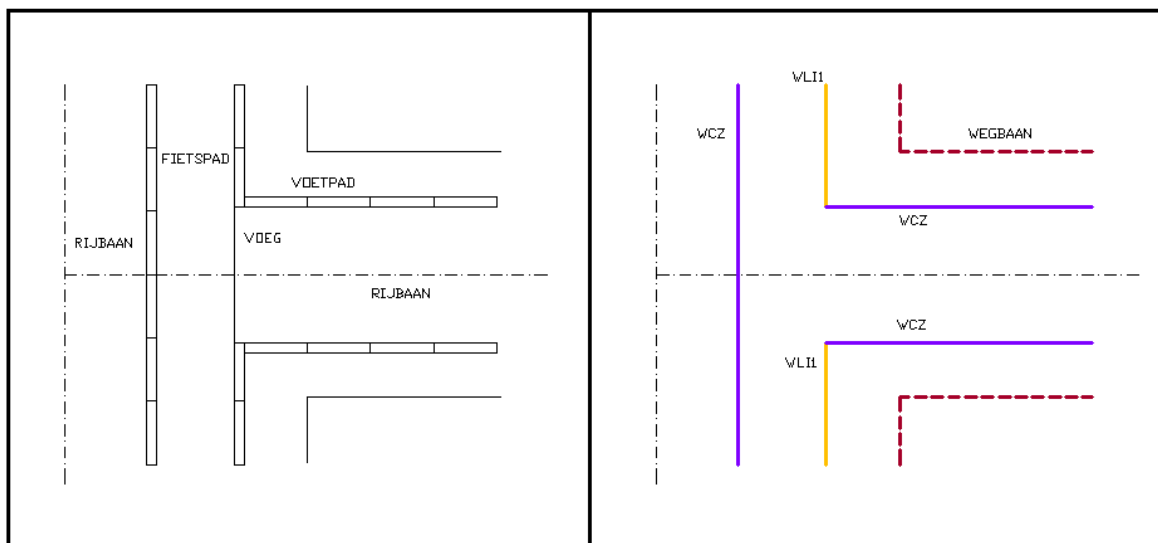 FIETSPAD
VOETPAD
RIJBAAN
VOEG
RIJBAAN
WLI1
WCZ
WEGBAAN
WCZ
WCZ
WLI1